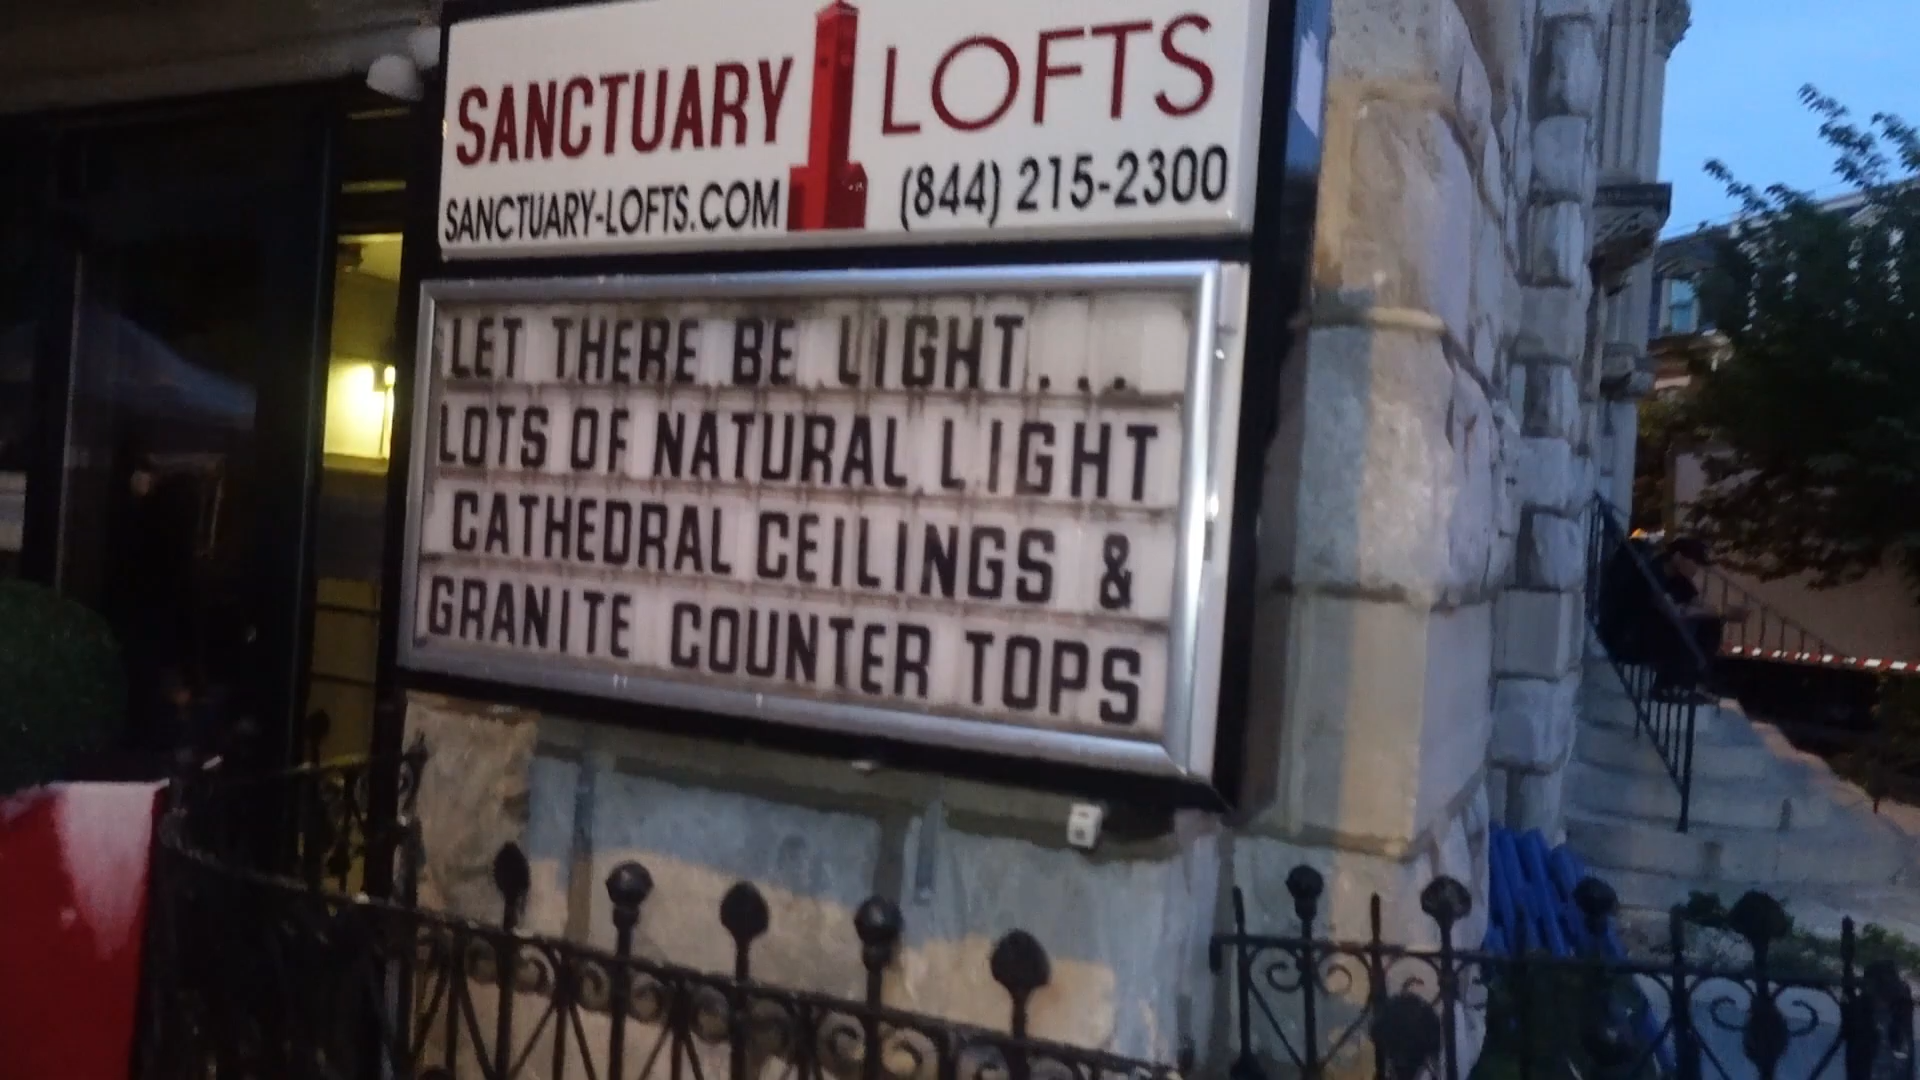 SANCTUARY LOFTS
SANCTUARY-LOFTS.COM (844) 215-2300
LET THERE BE LIGHT...
LOTS OF NATURAL LIGHT
CATHEDRAL CEILINGS &
GRANITE COUNTER TOPS